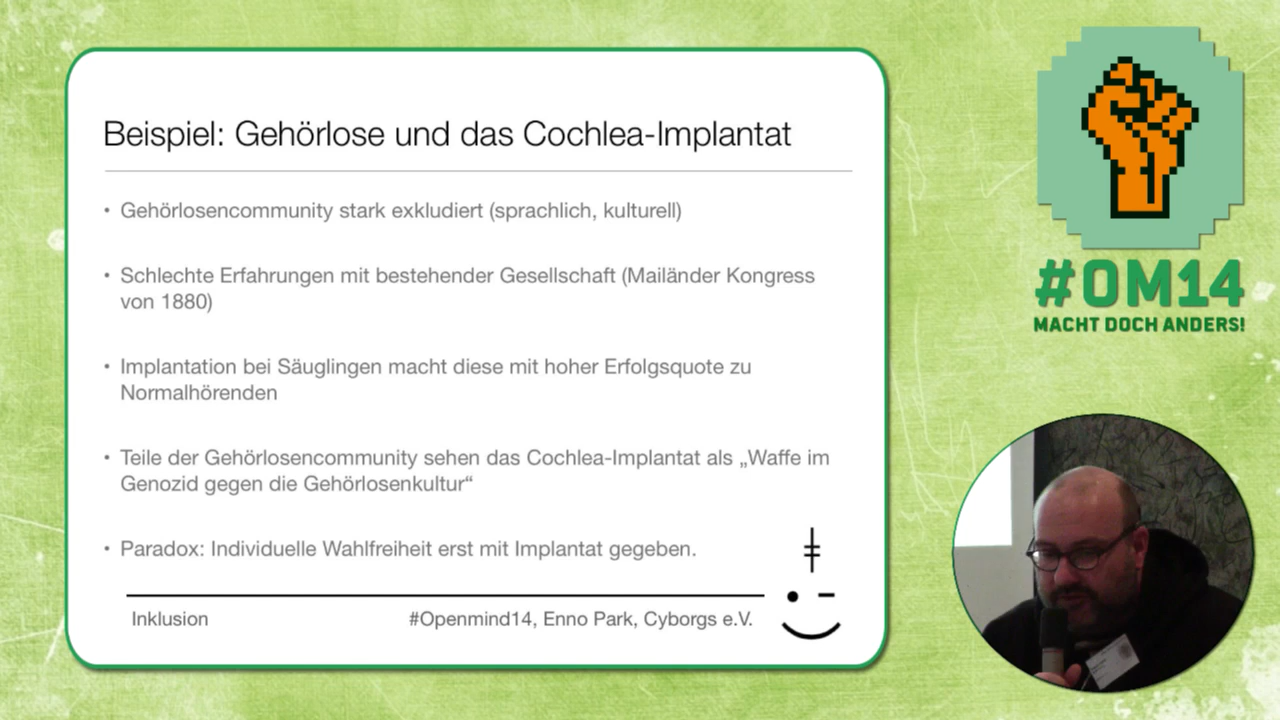 Beispiel: Gehörlose und das Cochlea-Implantat
• Gehörlosencommunity stark exkludiert (sprachlich, kulturell)
• Schlechte Erfahrungen mit bestehender Gesellschaft (Mailänder Kongress
von 1880)
• Implantation bei Säuglingen macht diese mit hoher Erfolgsquote zu
Normalhörenden
• Teile der Gehörlosencommunity sehen das Cochlea-Implantat als „Waffe im
Genozid gegen die Gehörlosenkultur“
• Paradox: Individuelle Wahlfreiheit erst mit Implantat gegeben.
Inklusion
#Openmind14, Enno Park, Cyborgs e.V.
#OM14
MACHT DOCH ANDERS!